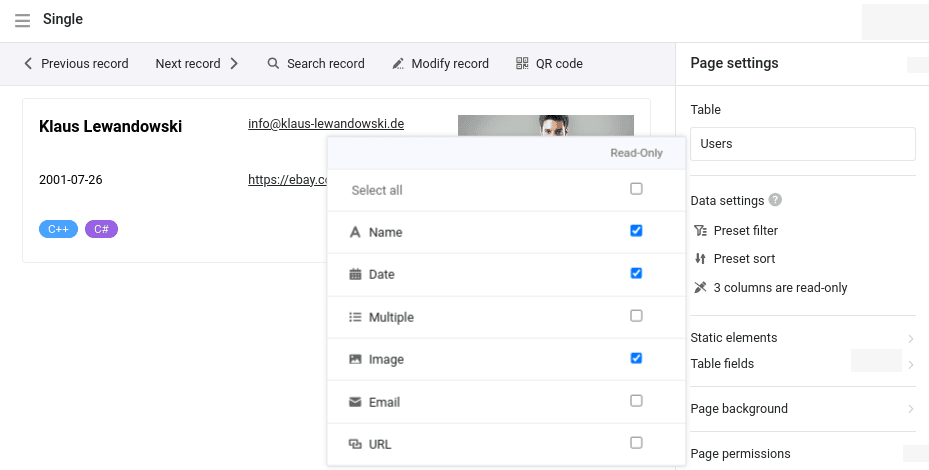 Single
Previous record
Next record
Search record
Modify record
QR code
Klaus Lewandowski
info@klaus-lewandowski.de
2001-07-26
https://ebay.c
C++
C#
Read-Only
Select all
Name
Date
Multiple
Image
Email
URL
Page settings
Table
Users
Data settings ?
Preset filter
Preset sort
3 columns are read-only
Static elements
Table fields
Page background
Page permissions